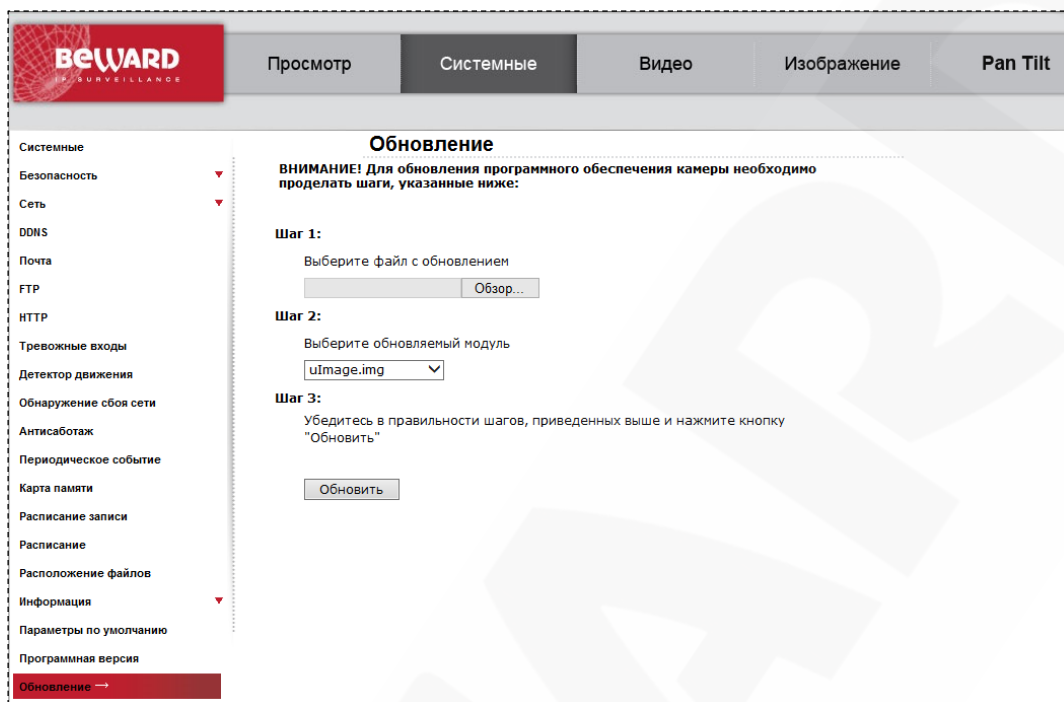 BEWARD
IP SURVEILLANCE
Просмотр
Системные
Видео
Изображение
Pan Tilt
Системные
Безопасность
Сеть
DDNS
Почта
FTP
HTTP
Тревожные входы
Детектор движения
Обнаружение сбоя сети
Антисаботаж
Периодическое событие
Карта памяти
Расписание записи
Расписание
Расположение файлов
Информация
Параметры по умолчанию
Программная версия
Обновление →
Обновление
ВНИМАНИЕ! Для обновления программного обеспечения камеры необходимо
проделать шаги, указанные ниже:
Шаг 1:
Выберите файл с обновлением
Обзор...
Шаг 2:
Выберите обновляемый модуль
uImage.img
Шаг 3:
Убедитесь в правильности шагов, приведенных выше и нажмите кнопку
"Обновить"
Обновить